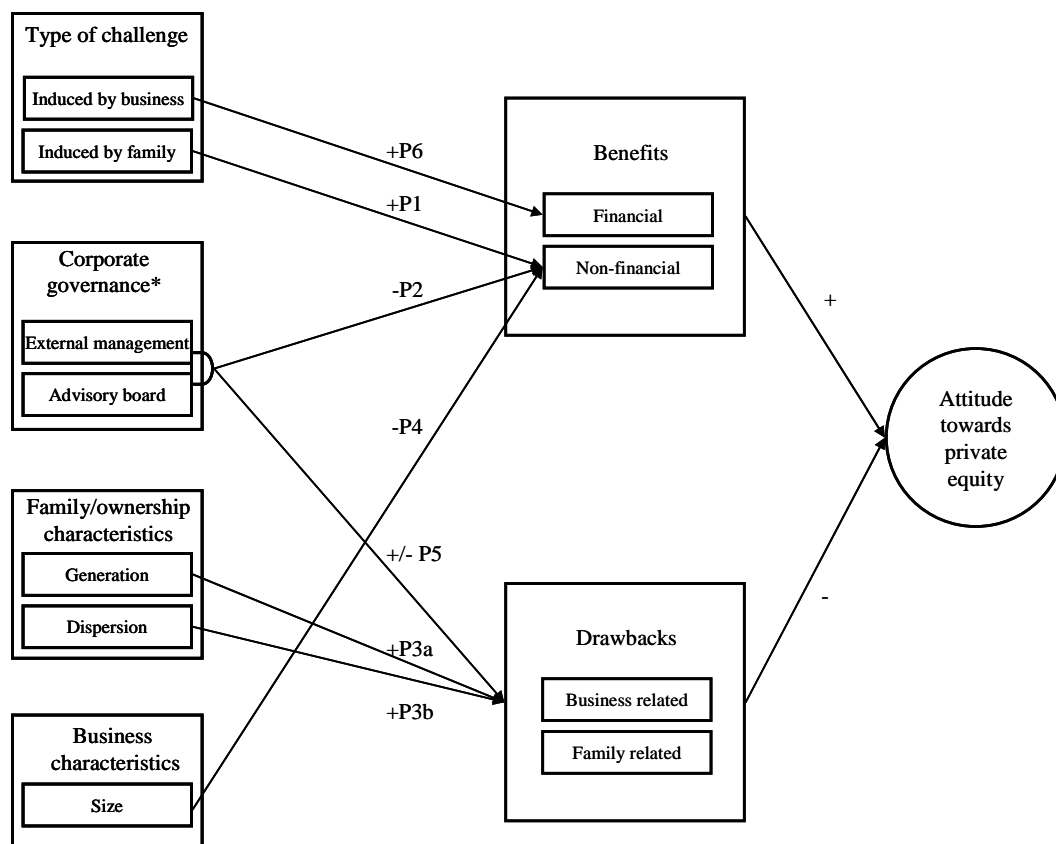 Type of challenge
Induced by business
Induced by family
Corporate
governance*
External management
Advisory board
Family/ownership
characteristics
Generation
Dispersion
Business
characteristics
Size
+P6
+P1
-P2
-P4
+/- P5
+P3a
+P3b
Benefits
Financial
Non-financial
Drawbacks
Business related
Family related
+
-
Attitude
towards
private
equity